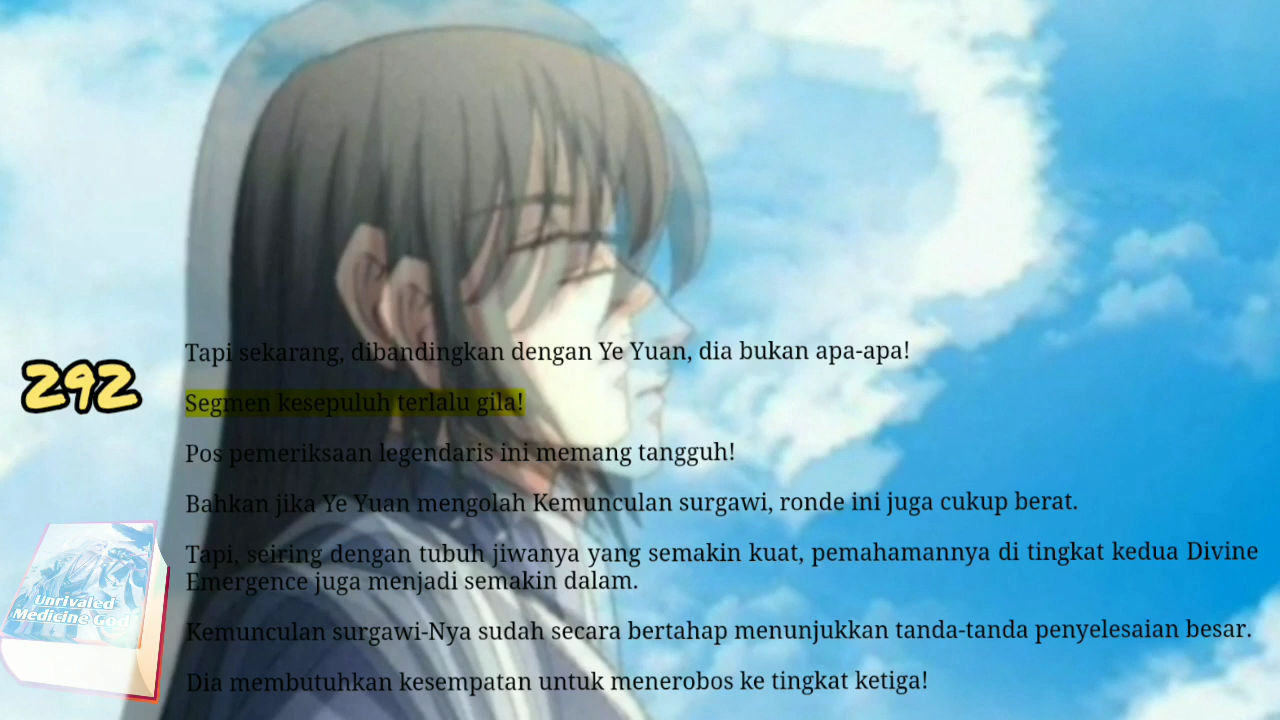 Tapi sekarang, dibandingkan dengan Ye Yuan, dia bukan apa-apa!
292
Segmen kesepuluh terlalu gila!
Pos pemeriksaan legendaris ini memang tangguh!
Bahkan jika Ye Yuan mengolah Kemunculan surgawi, ronde ini juga cukup berat.
Tapi, seiring dengan tubuh jiwanya yang semakin kuat, pemahamannya di tingkat kedua Divine
Emergence juga menjadi semakin dalam.
Unrivaled
Medicine God
Kemunculan surgawi-Nya sudah secara bertahap menunjukkan tanda-tanda penyelesaian besar.
Dia membutuhkan kesempatan untuk menerobos ke tingkat ketiga!